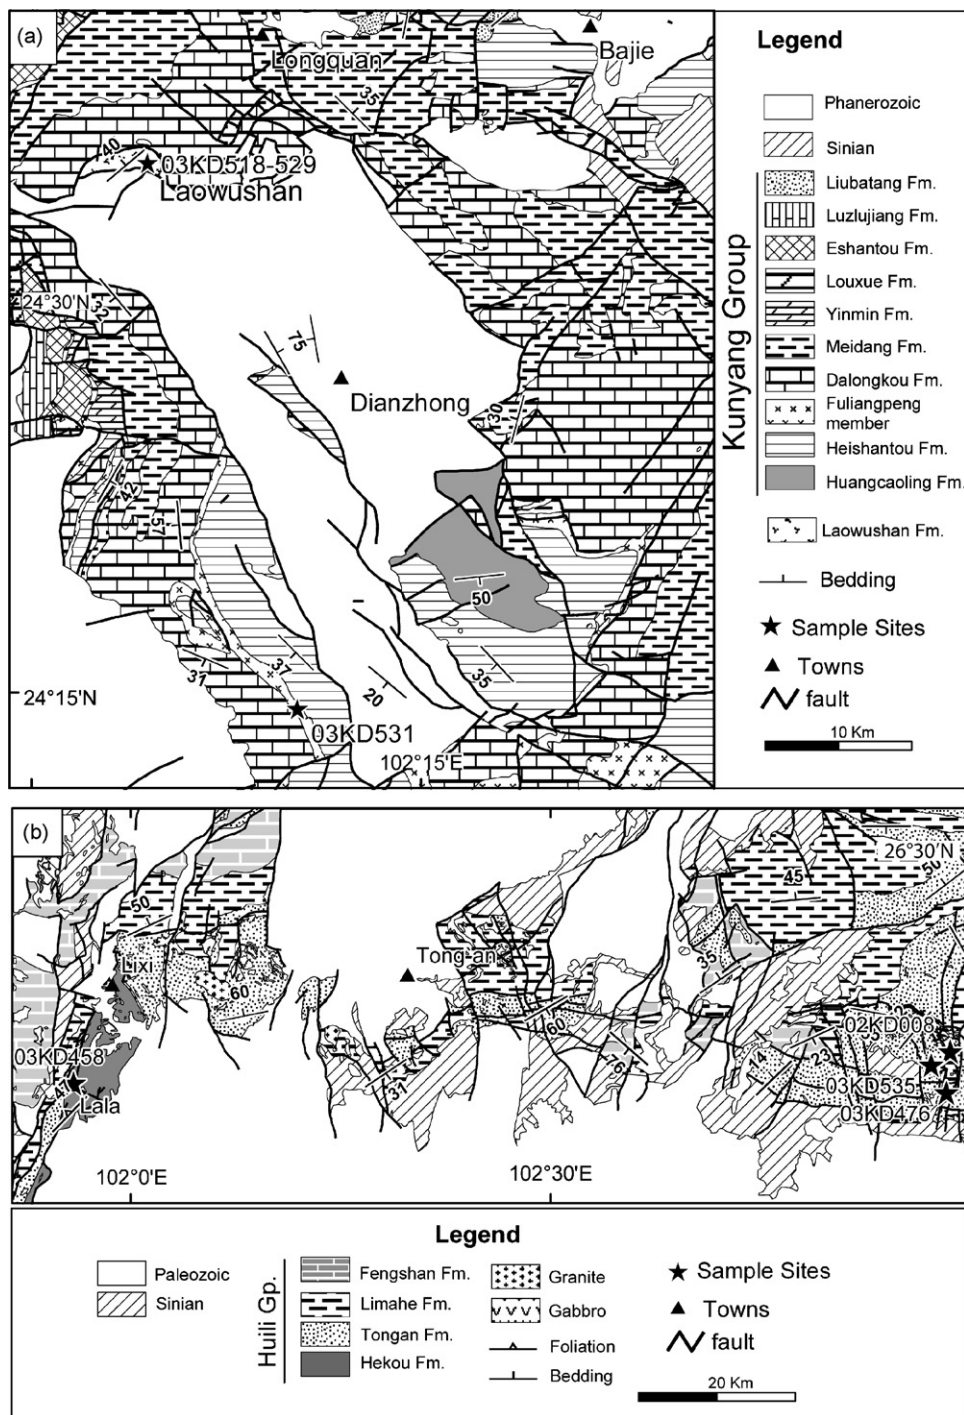 (a)
Longquan
Bajie
35
40
03KD518-529
Laowushan
24°30'N
32
75
Dianzhong
30
42
57
50
37
31
35
20
24°15'N
03KD531
102°15'E
Legend
Phanerozoic
Sinian
Kunyang Group
Liubatang Fm.
Luzlujiang Fm.
Eshantou Fm.
Louxue Fm.
Yinmin Fm.
Meidang Fm.
Dalongkou Fm.
Fuliangpeng
member
Heishantou Fm.
Huangcaoling Fm.
Laowushan Fm.
Bedding
Sample Sites
Towns
fault
10 Km
(b)
26°30'N
50
50
45
Lixi
Tong'an
35
60
60
02KD008
03KD458
76
14
23
03KD535
31
47
Lala
03KD476
102°0'E
102°30'E
Legend
Paleozoic
Sinian
Huili Gp.
Fengshan Fm.
Limahe Fm.
Tongan Fm.
Hekou Fm.
Granite
Gabbro
Foliation
Bedding
Sample Sites
Towns
fault
20 Km